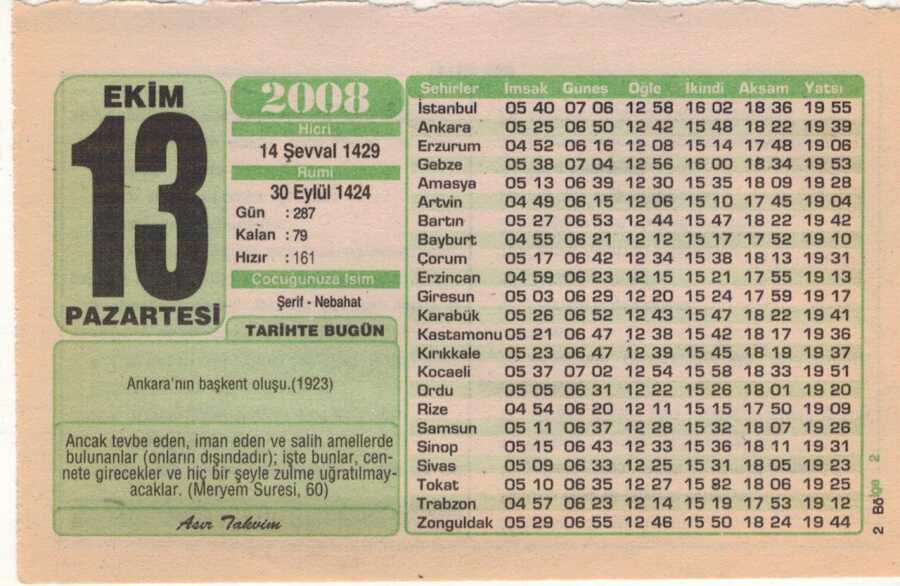 EKİM
13
PAZARTESİ
2008
Hicri
14 Şevval 1429
Rumi
30 Eylül 1424
Gün : 287
Kalan : 79
Hızır : 161
Çocuğunuza İsim
Şerif - Nebahat
TARİHTE BUGÜN
Ankara'nın başkent oluşu.(1923)
Ancak tevbe eden, iman eden ve salih amellerde
bulunanlar (onların dışındadır); işte bunlar, cen-
nete girecekler ve hiç bir şeyle zulme uğratılmay-
acaklar. (Meryem Suresi, 60)
Asır Takvim
Şehirler İmsak Güneş Öğle İkindi Akşam Yatsı
İstanbul 05 40 07 06 12 58 16 02 18 36 19 55
Ankara 05 25 06 50 12 42 15 48 18 22 19 39
Erzurum 04 52 06 16 12 08 15 14 17 48 19 06
Gebze 05 38 07 04 12 56 16 00 18 34 19 53
Amasya 05 13 06 39 12 30 15 35 18 09 19 28
Artvin 04 49 06 15 12 06 15 10 17 45 19 04
Bartın 05 27 06 53 12 44 15 47 18 22 19 42
Bayburt 04 55 06 21 12 12 15 17 17 52 19 10
Çorum 05 17 06 42 12 34 15 38 18 13 19 31
Erzincan 04 59 06 23 12 15 15 21 17 55 19 13
Giresun 05 03 06 29 12 20 15 24 17 59 19 17
Karabük 05 26 06 52 12 43 15 47 18 22 19 41
Kastamonu 05 21 06 47 12 38 15 42 18 17 19 36
Kırıkkale 05 23 06 47 12 39 15 45 18 19 19 37
Kocaeli 05 37 07 02 12 54 15 58 18 33 19 51
Ordu 05 05 06 31 12 22 15 26 18 01 19 20
Rize 04 54 06 20 12 11 15 15 17 50 19 09
Samsun 05 11 06 37 12 28 15 32 18 07 19 26
Sinop 05 15 06 43 12 33 15 36 18 11 19 31
Sivas 05 09 06 33 12 25 15 31 18 05 19 23
Tokat 05 10 06 35 12 27 15 82 18 06 19 25
Trabzon 04 57 06 23 12 14 15 19 17 53 19 12
Zonguldak 05 29 06 55 12 46 15 50 18 24 19 44
2 Bölge 2